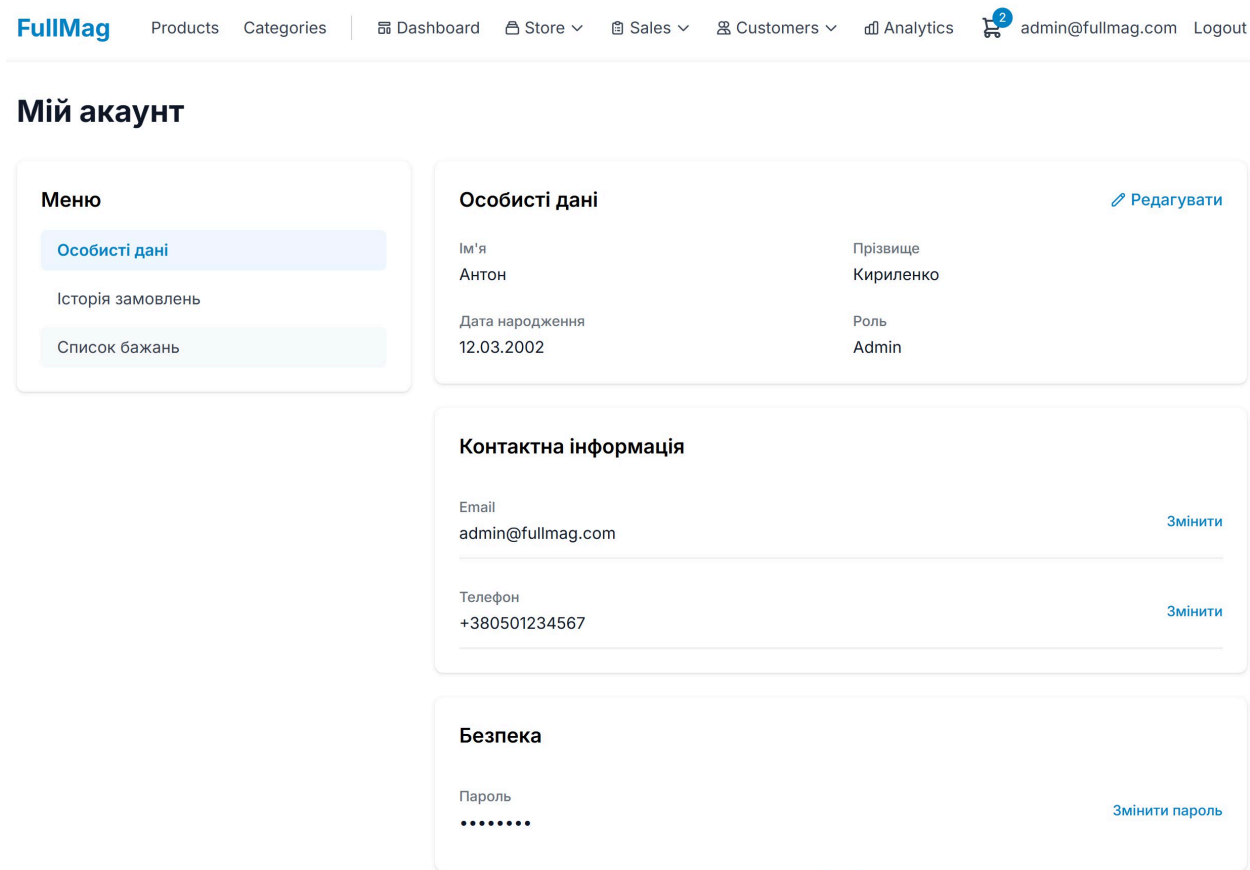 FullMag Products Categories Dashboard Store Sales Customers Analytics 2 admin@fullmag.com Logout
Мій акаунт
Меню
Особисті дані
Історія замовлень
Список бажань
Особисті дані Редагувати
Ім'я Прізвище
Антон Кириленко
Дата народження Роль
12.03.2002 Admin
Контактна інформація
Email
admin@fullmag.com
Змінити
Телефон
+380501234567
Змінити
Безпека
Пароль
••••••••
Змінити пароль